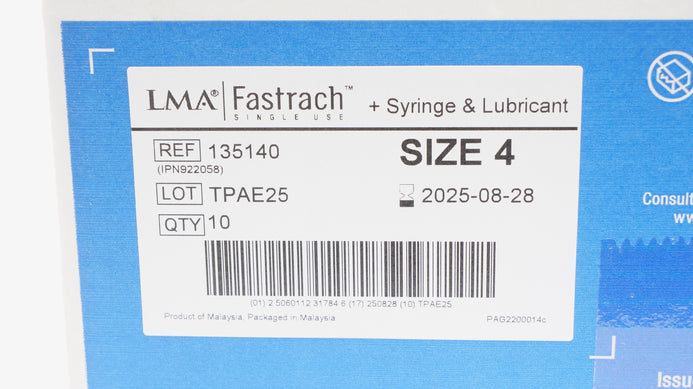 LMA® Fastrach™ + Syringe & Lubricant
SINGLE USE
REF 135140 SIZE 4
(IPN922058)
LOT TPAE25 2025-08-28
QTY 10
(01) 2 5060112 31784 6 (17) 250828 (10) TPAE25
Product of Malaysia, Packaged in Malaysia PAG2200014c
Consult
ww
Issu